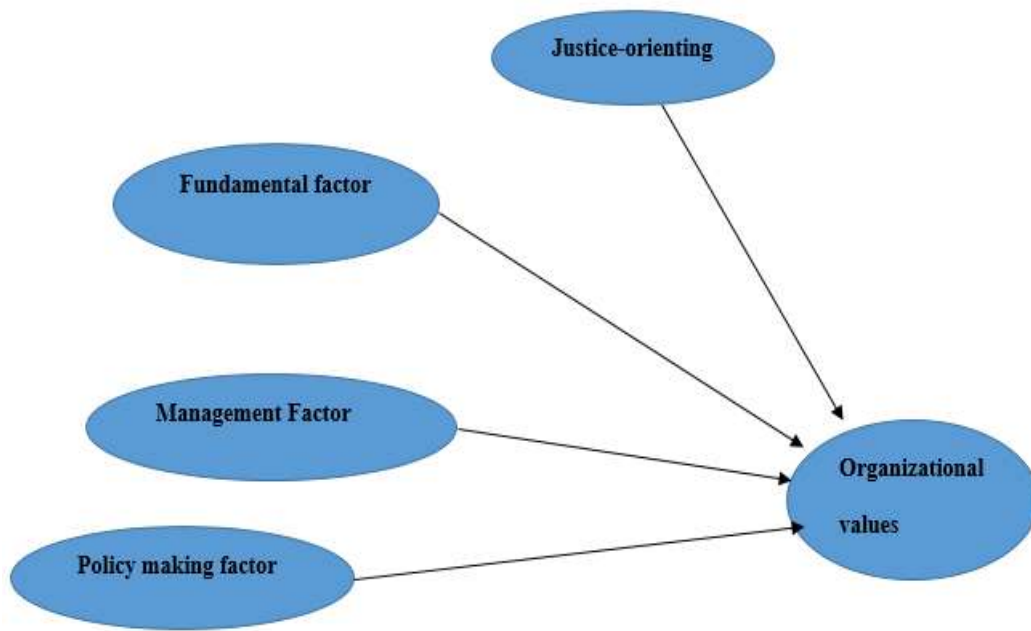 Justice-orienting
Fundamental factor
Management Factor
Organizational
values
Policy making factor